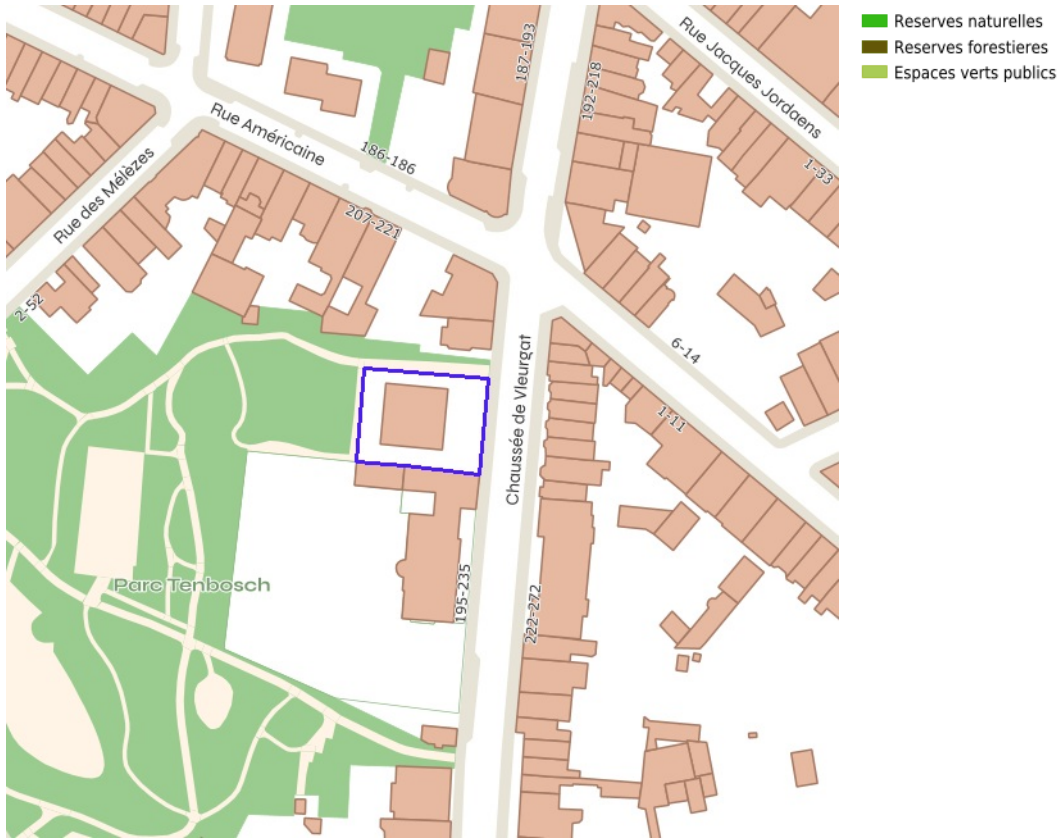 Reserves naturelles
Reserves forestieres
Espaces verts publics
Rue Jacques Jordaens
187-193
192-218
Rue Américaine
186-186
1-33
Rue des Mélèzes
207-221
2-52
6-14
Chaussée de Vleurgat
1-11
Parc Tenbosch
195-235
222-272